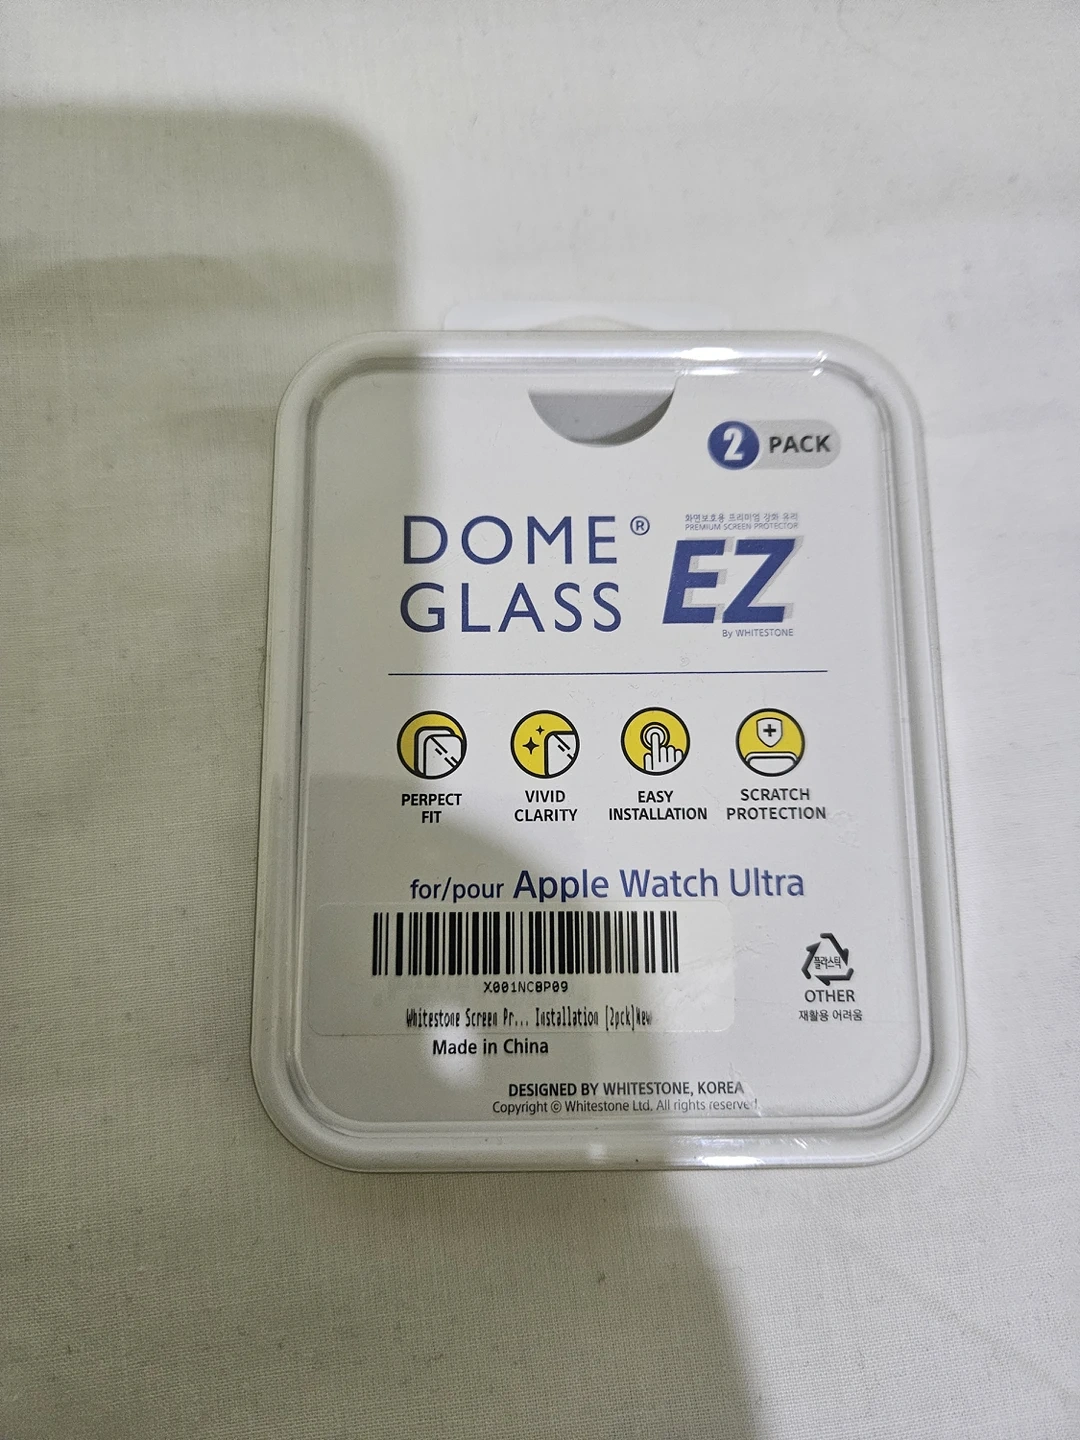 2 PACK
DOME®
GLASS
화면보호용 프리미엄 강화 유리
PREMIUM SCREEN PROTECTOR
EZ
By WHITESTONE
PERPECT
FIT
VIVID
CLARITY
EASY
INSTALLATION
SCRATCH
PROTECTION
for/pour Apple Watch Ultra
X001NC8P09
Whitestone Screen Pr... Installation [2pck]New
Made in China
플라스틱
OTHER
재활용 어려움
DESIGNED BY WHITESTONE, KOREA
Copyright © Whitestone Ltd. All rights reserved